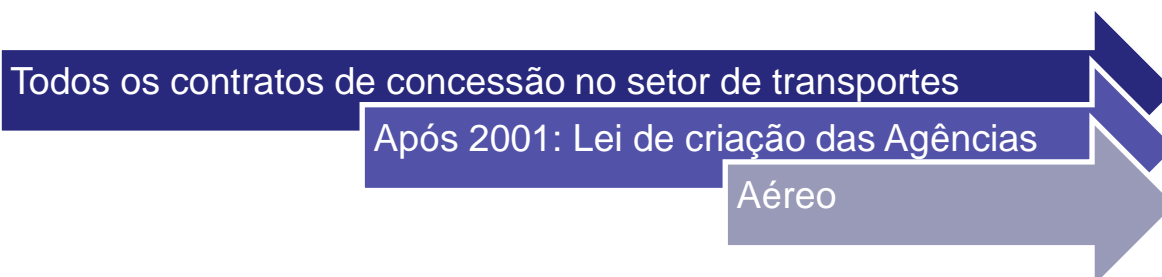 Todos os contratos de concessão no setor de transportes
Após 2001: Lei de criação das Agências
Aéreo